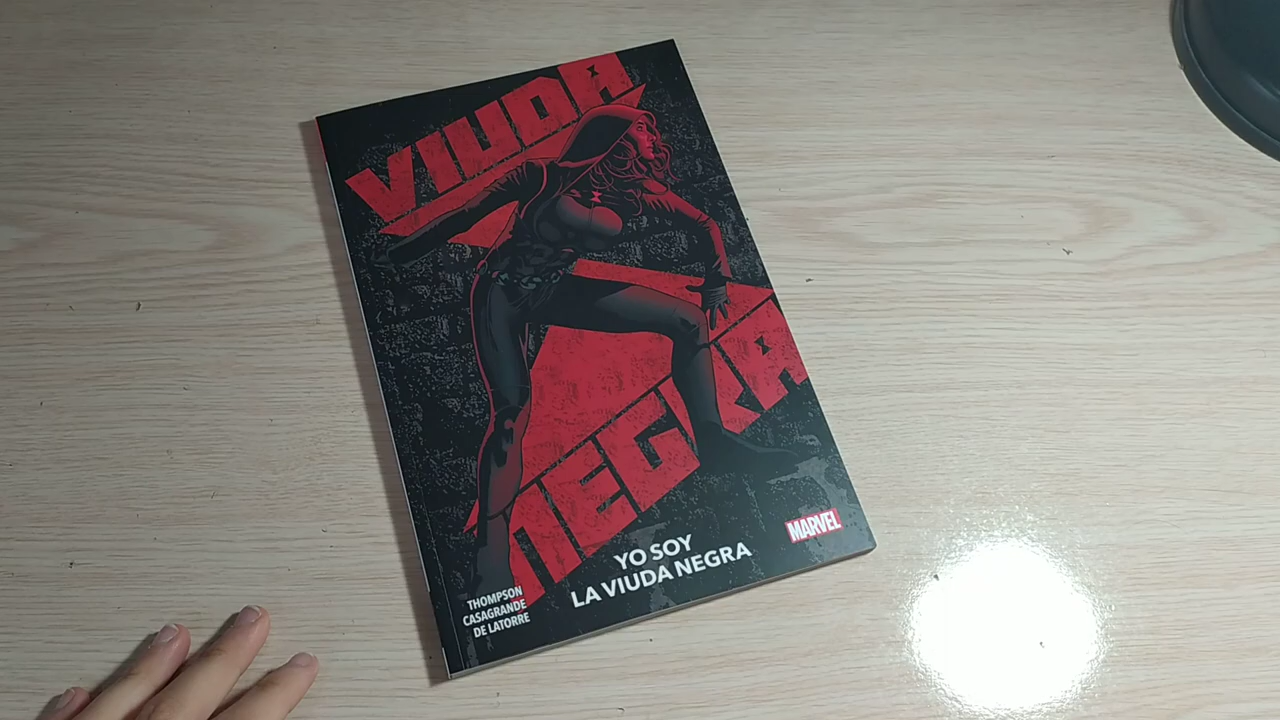 VIUDA
NEGRA
YO SOY
LA VIUDA NEGRA
MARVEL
THOMPSON
CASAGRANDE
DE LATORRE